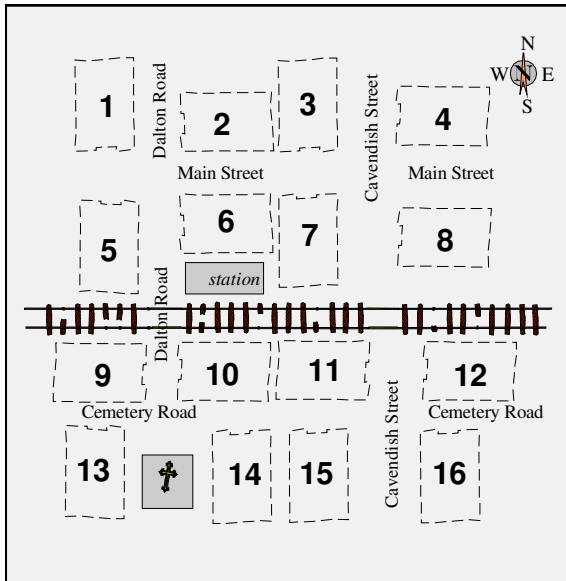 N
W N E
S
1
Dalton Road
2
3
Cavendish Street
4
Main Street
Main Street
5
6
7
8
station
Dalton Road
9
10
11
12
Cemetery Road
Cavendish Street
Cemetery Road
13
14
15
16